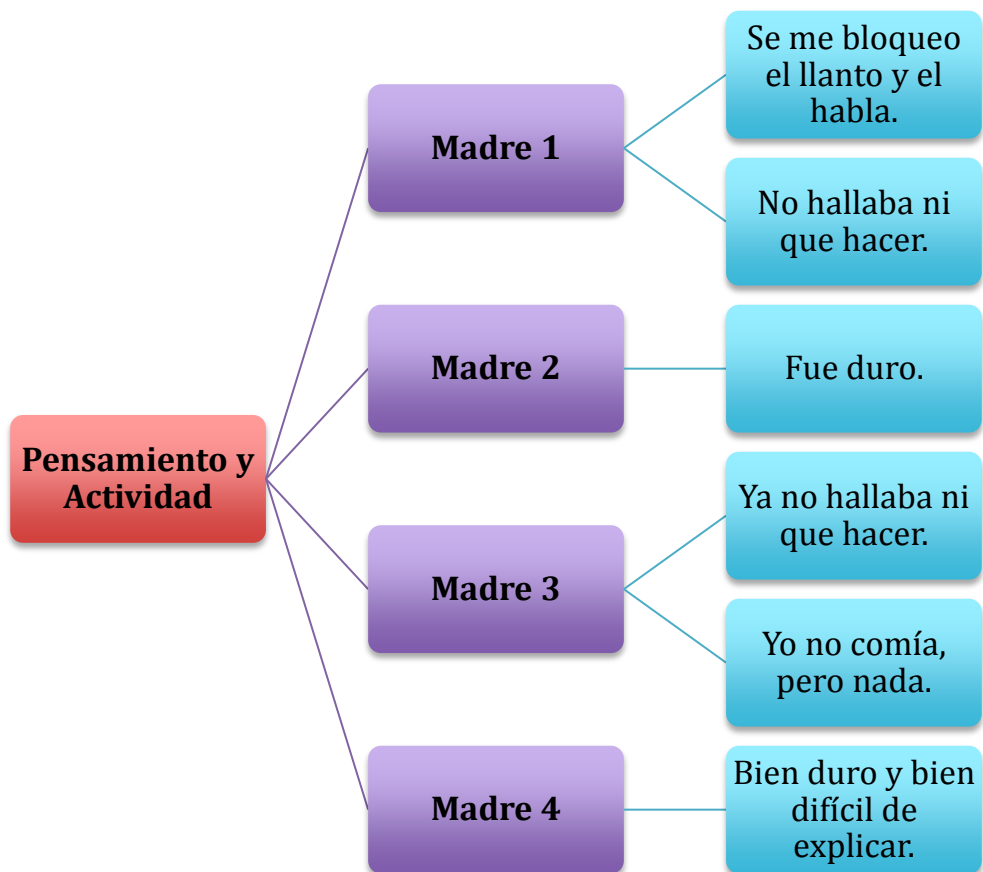 Pensamiento y
Actividad
Madre 1
Se me bloqueo
el llanto y el
habla.
No hallaba ni
que hacer.
Madre 2
Fue duro.
Madre 3
Ya no hallaba ni
que hacer.
Yo no comía,
pero nada.
Madre 4
Bien duro y bien
difícil de
explicar.